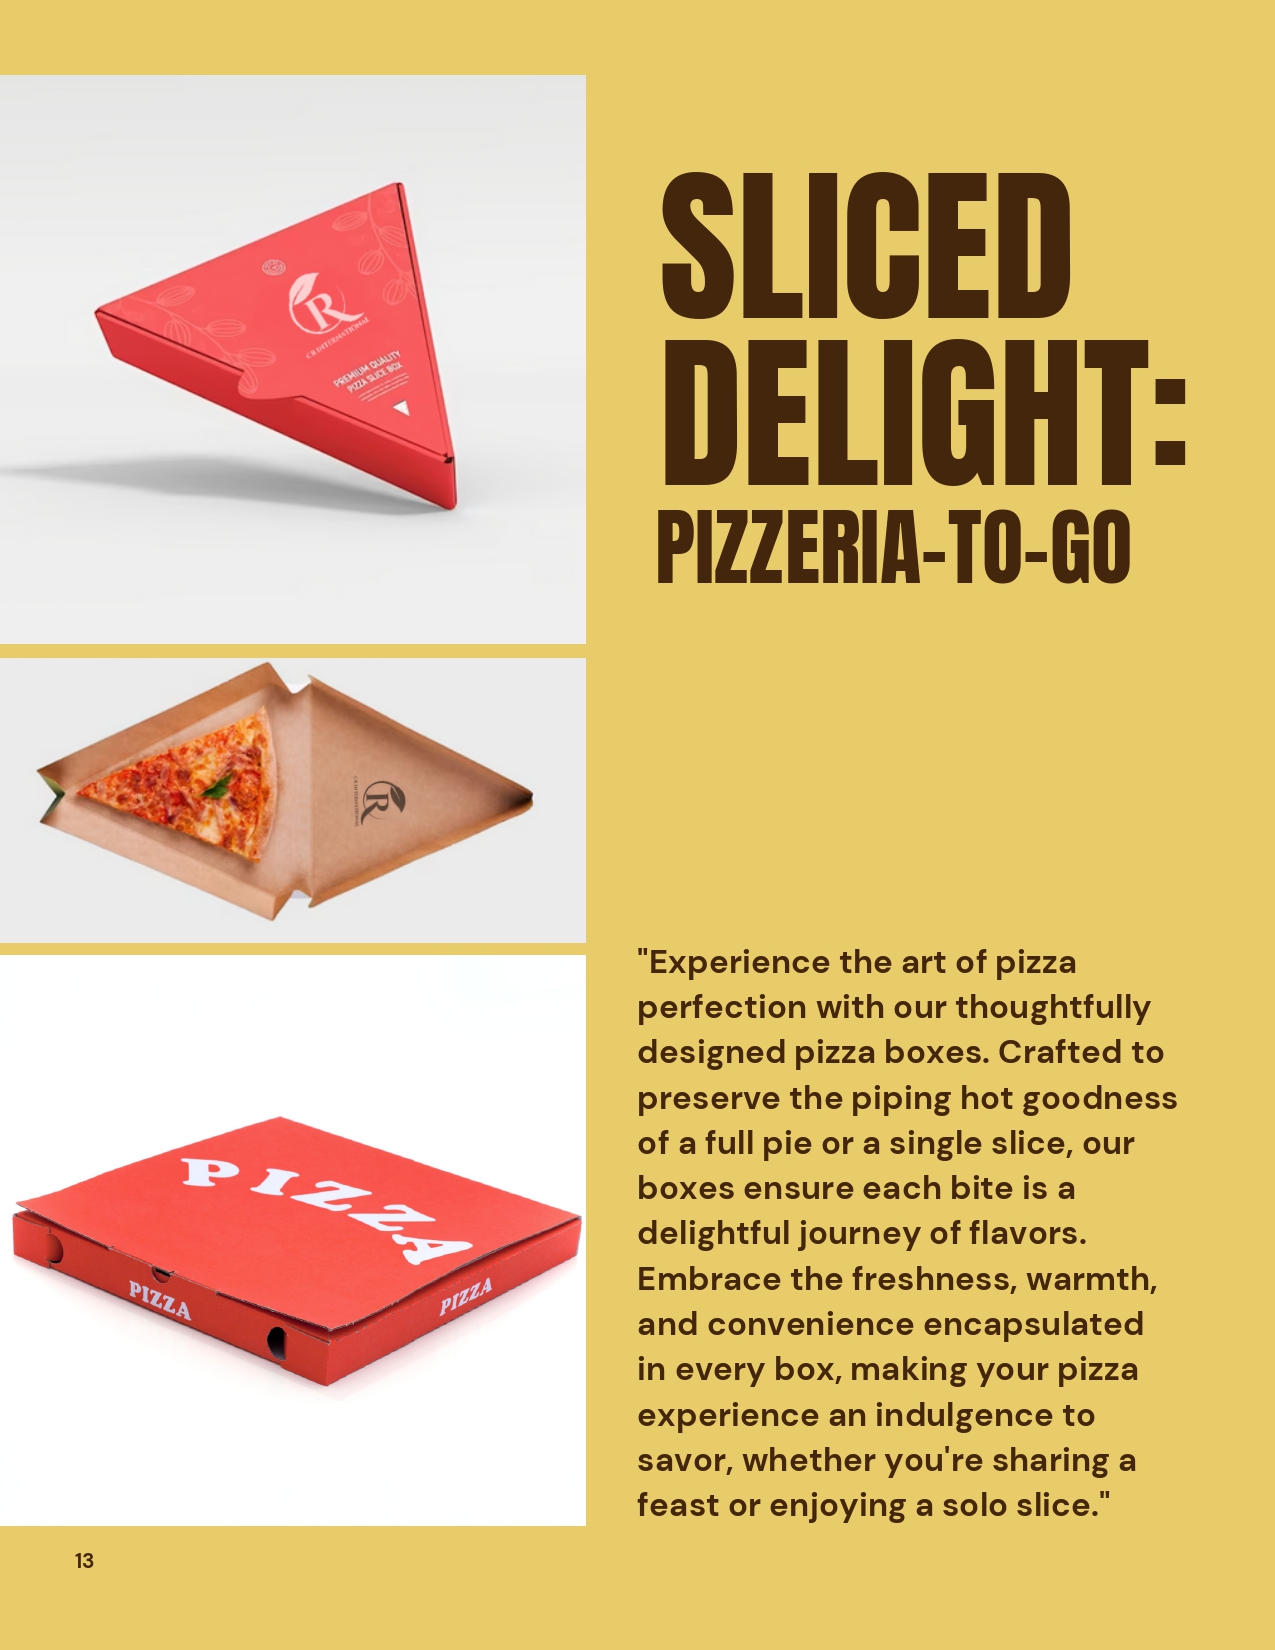 SLICED
DELIGHT:
PIZZERIA-TO-GO
R
CR INTERNATIONAL
PREMIUM QUALITY
PIZZA SLICE BOX
R
CR INTERNATIONAL
PIZZA
PIZZA
PIZZA
"Experience the art of pizza
perfection with our thoughtfully
designed pizza boxes. Crafted to
preserve the piping hot goodness
of a full pie or a single slice, our
boxes ensure each bite is a
delightful journey of flavors.
Embrace the freshness, warmth,
and convenience encapsulated
in every box, making your pizza
experience an indulgence to
savor, whether you're sharing a
feast or enjoying a solo slice."
13